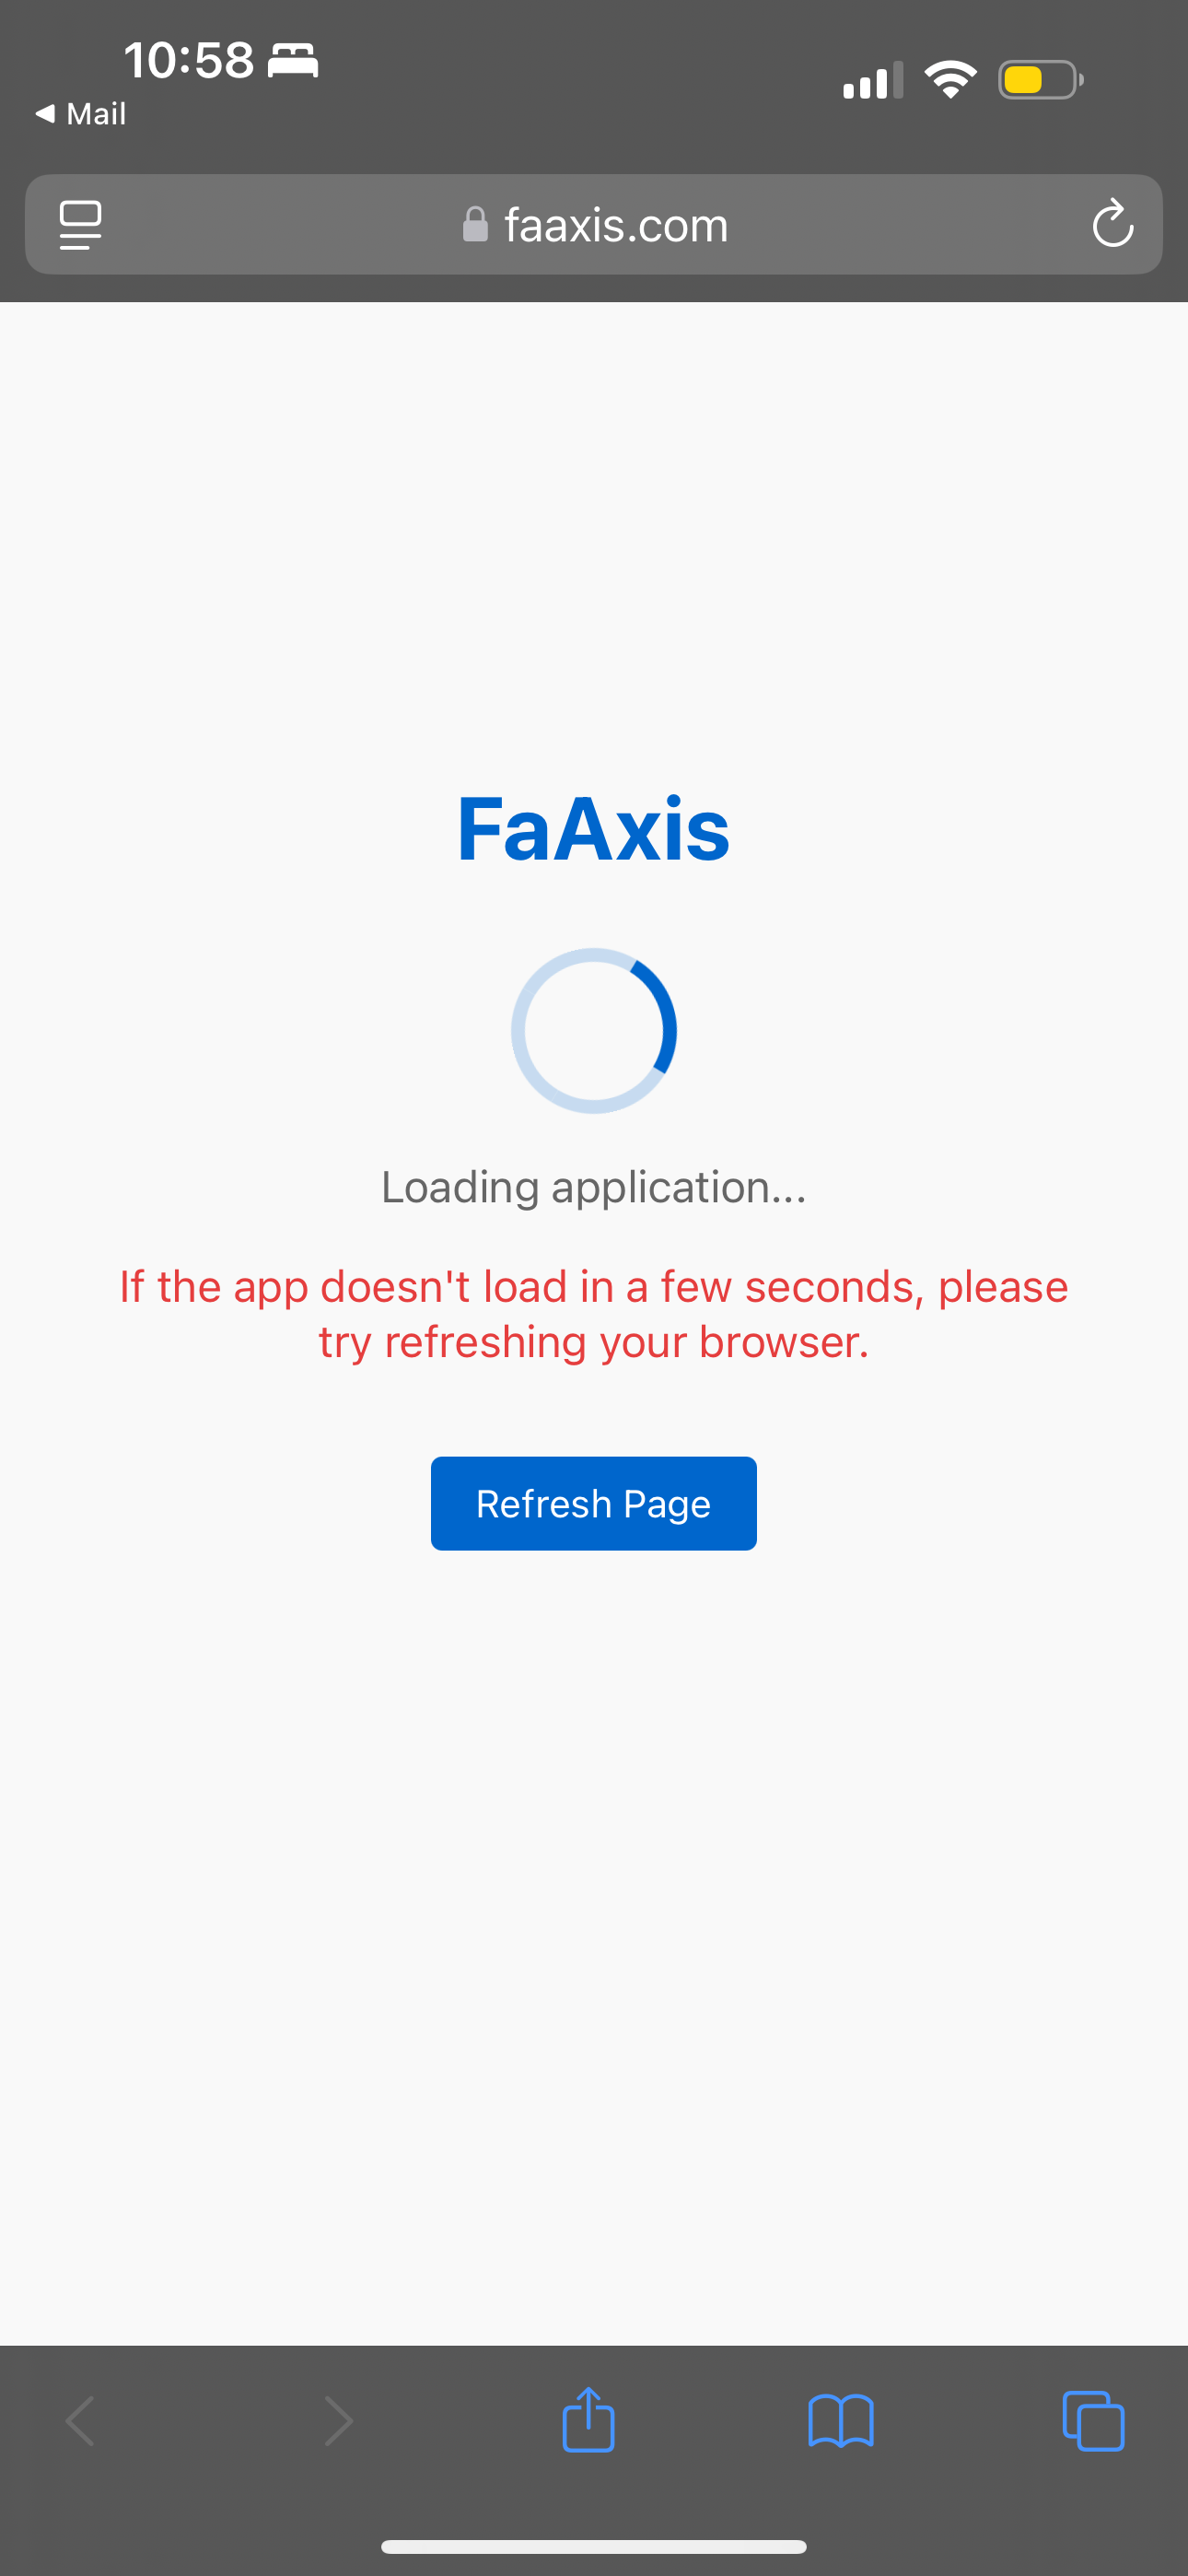 10:58
Mail
faaxis.com
FaAxis
Loading application...
If the app doesn't load in a few seconds, please
try refreshing your browser.
Refresh Page